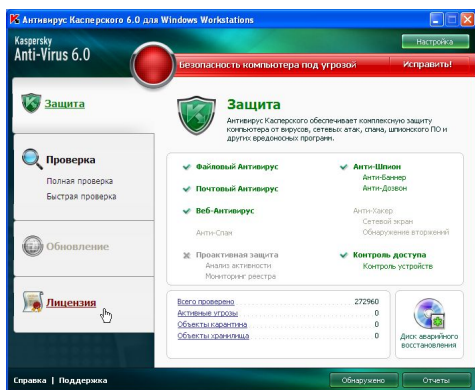 Антивирус Касперского 6.0 для Windows Workstations
Kaspersky
Anti-Virus 6.0
Настройка
Безопасность компьютера под угрозой
Исправить!
Защита
Проверка
Полная проверка
Быстрая проверка
Обновление
Лицензия
Защита
Антивирус Касперского обеспечивает комплексную защиту
компьютера от вирусов, сетевых атак, спама, шпионского ПО и
других вредоносных программ.
Файловый Антивирус
Почтовый Антивирус
Веб-Антивирус
Анти-Спам
Проактивная защита
Анализ активности
Мониторинг реестра
Анти-Шпион
Анти-Баннер
Анти-Дозвон
Анти-Хакер
Сетевой экран
Обнаружение вторжений
Контроль доступа
Контроль устройств
Всего проверено 272960
Активные угрозы 0
Объекты карантина 0
Объекты хранилища 0
Диск аварийного
восстановления
Справка | Поддержка
Обнаружено
Отчеты